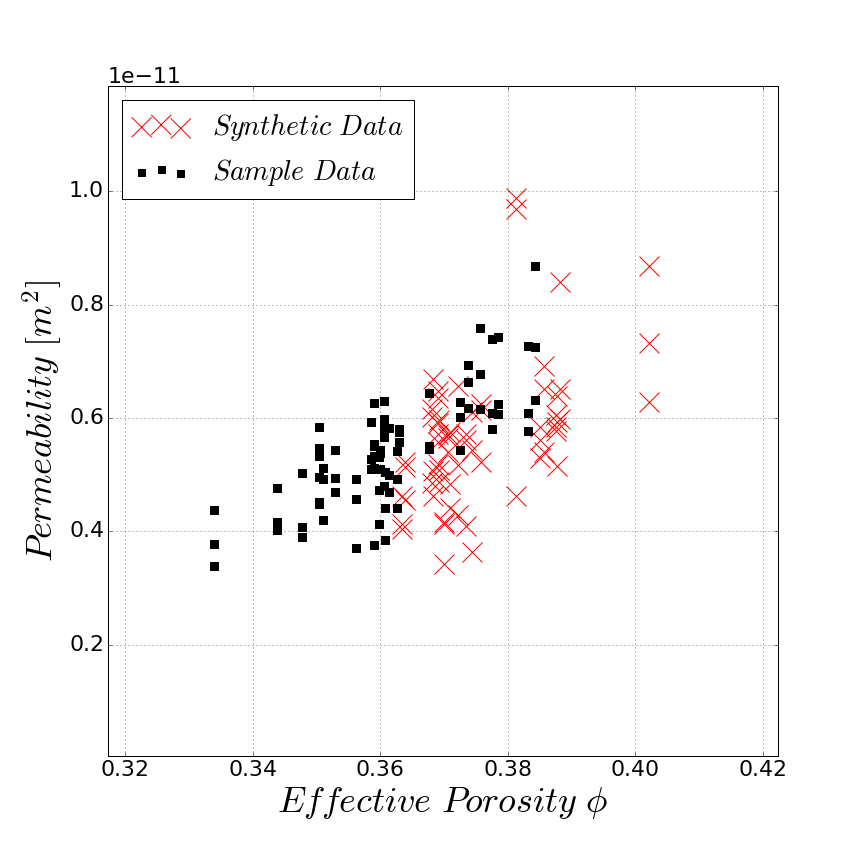 1e−11
Synthetic Data
Sample Data
1.0
0.8
0.6
0.4
0.2
Permeability [m²]
0.32 0.34 0.36 0.38 0.40 0.42
Effective Porosity ϕ